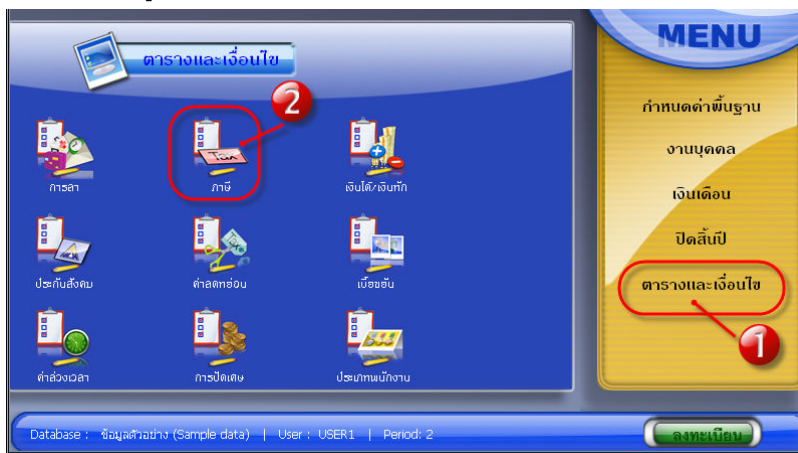 ตารางและเงื่อนไข
MENU
2
กำหนดค่าพื้นฐาน
งานบุคคล
เงินเดือน
ปิดสิ้นปี
ตารางและเงื่อนไข
1
Tax
การลา
ภาษี
เงินได้/เงินหัก
ประกันสังคม
ค่าลดหย่อน
เบี้ยขยัน
ค่าล่วงเวลา
การปัดเศษ
ประเภทพนักงาน
Database : ข้อมูลตัวอย่าง (Sample data) | User : USER1 | Period: 2
ลงทะเบียน